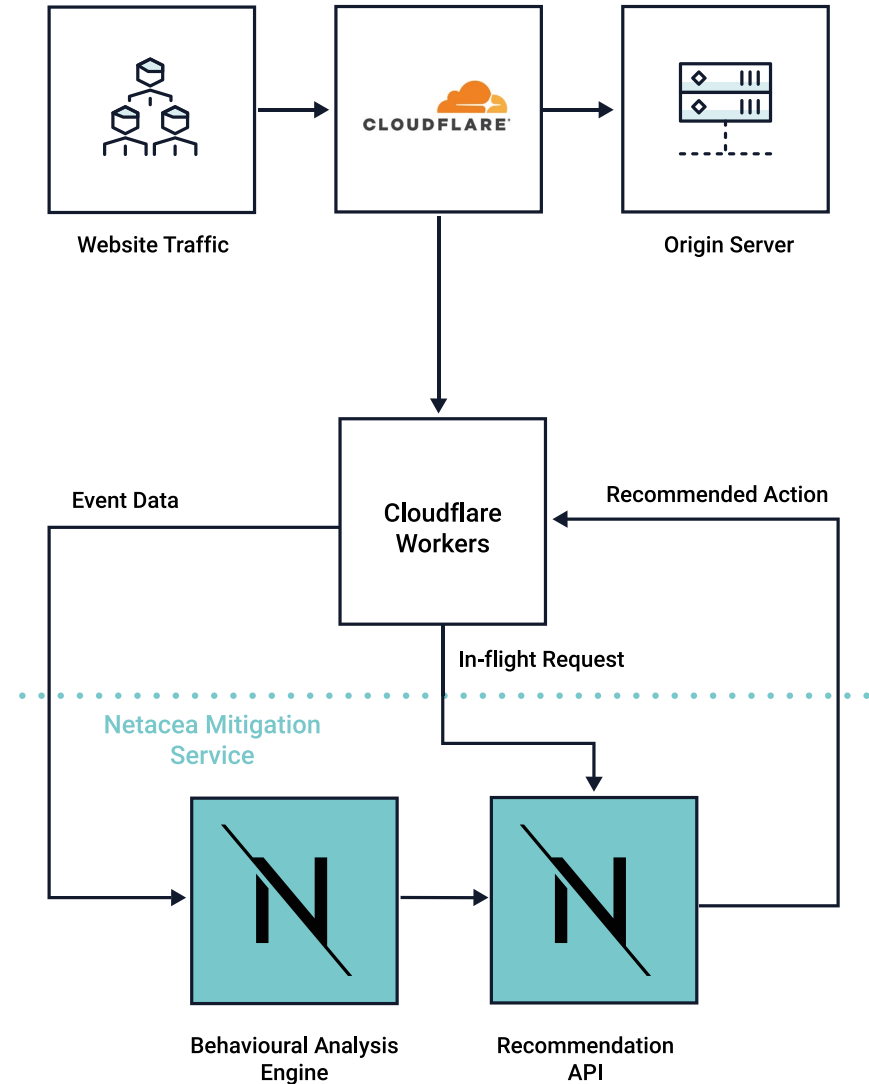 CLOUDFLARE
Website Traffic
Origin Server
Event Data
Cloudflare
Workers
Recommended Action
In-flight Request
Netacea Mitigation
Service
N
N
Behavioural Analysis
Engine
Recommendation
API